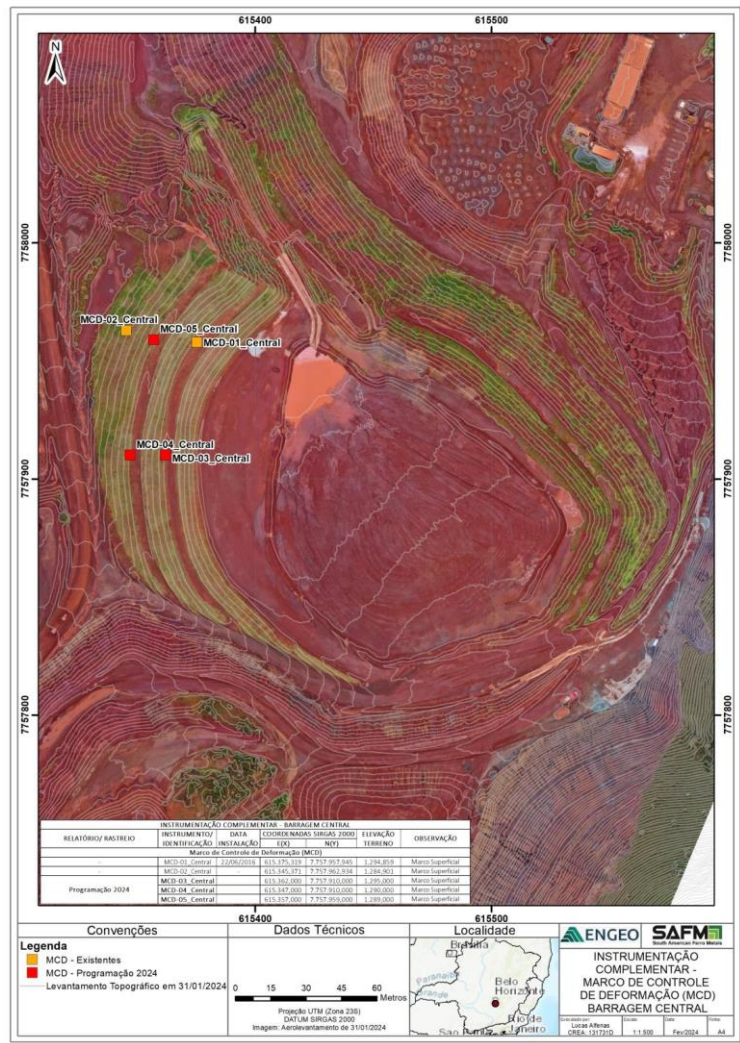 615400
615500
N
7758000
7758000
MCD-02_Central
MCD-05_Central
MCD-01_Central
MCD-04_Central
MCD-03_Central
7757900
7757900
7757800
7757800
INSTRUMENTAÇÃO COMPLEMENTAR - BARRAGEM CENTRAL
RELATÓRIO/ RASTREIO INSTRUMENTO/ IDENTIFICAÇÃO DATA INSTALAÇÃO COORDENADAS SIRGAS 2000 E(X) N(Y) ELEVAÇÃO TERRENO OBSERVAÇÃO
Marco de Controle de Deformação (MCD)
- MCD-01_Central 22/06/2016 615.375,319 7.757.957,945 1.294,859 Marco Superficial
- MCD-02_Central - 615.345,371 7.757.962,934 1.284,901 Marco Superficial
Programação 2024 MCD-03_Central 615.362,000 7.757.910,000 1.295,000 Marco Superficial
MCD-04_Central 615.347,000 7.757.910,000 1.290,000 Marco Superficial
MCD-05_Central 615.357,000 7.757.959,000 1.289,000 Marco Superficial
615400
615500
Convenções
Legenda
MCD - Existentes
MCD - Programação 2024
Levantamento Topográfico em 31/01/2024
Dados Técnicos
0 15 30 45 60 Metros
Projeção UTM (Zona 23S)
DATUM SIRGAS 2000
Imagem: Aerolevantamento de 31/01/2024
Localidade
Belo
Horizonte
Rio de
Janeiro
ENGEO
SAFM
South American Ferro Metals
INSTRUMENTAÇÃO
COMPLEMENTAR -
MARCO DE CONTROLE
DE DEFORMAÇÃO (MCD)
BARRAGEM CENTRAL
Lucas Alfenas
CREA: 131731D
Escala:
1:1.500
Data
Fev/2024
Folha:
A4